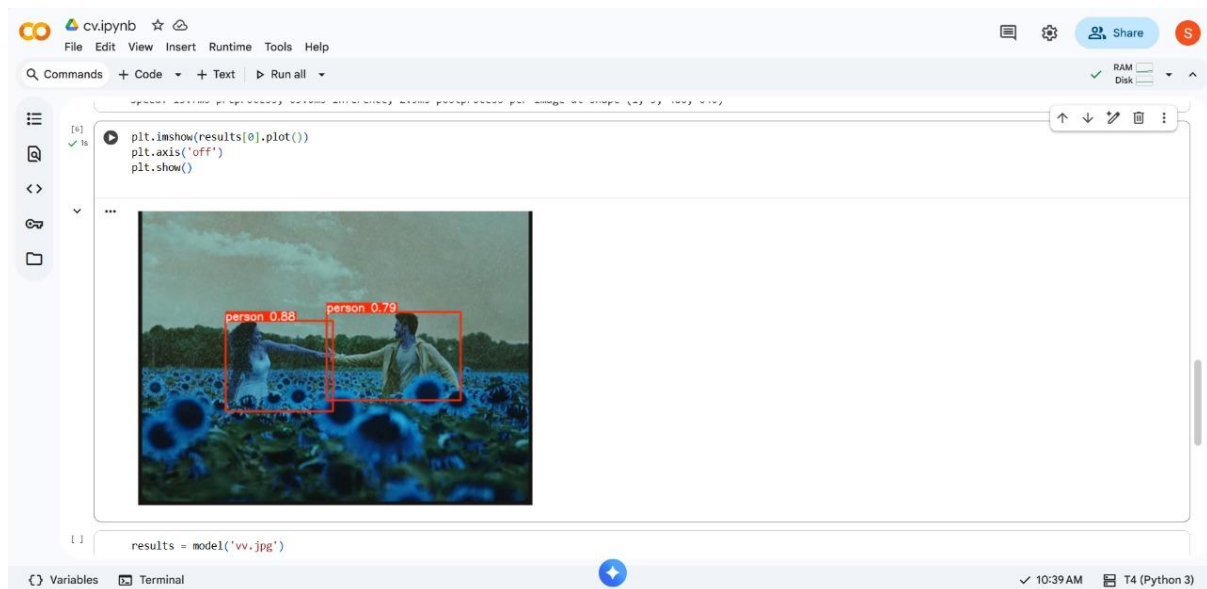 cv.ipynb
Share
S
File Edit View Insert Runtime Tools Help
Commands + Code + Text Run all
RAM
Disk
[6]
1s
plt.imshow(results[0].plot())
plt.axis('off')
plt.show()
person 0.88
person 0.79
[ ]
results = model('vv.jpg')
{} Variables Terminal
10:39 AM T4 (Python 3)